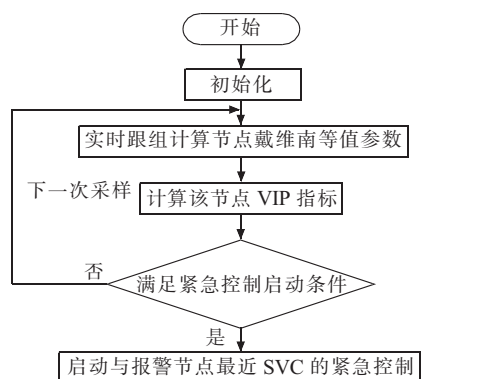 开始
初始化
实时跟组计算节点戴维南等值参数
下一次采样
计算该节点 VIP 指标
满足紧急控制启动条件
否
是
启动与报警节点最近 SVC 的紧急控制